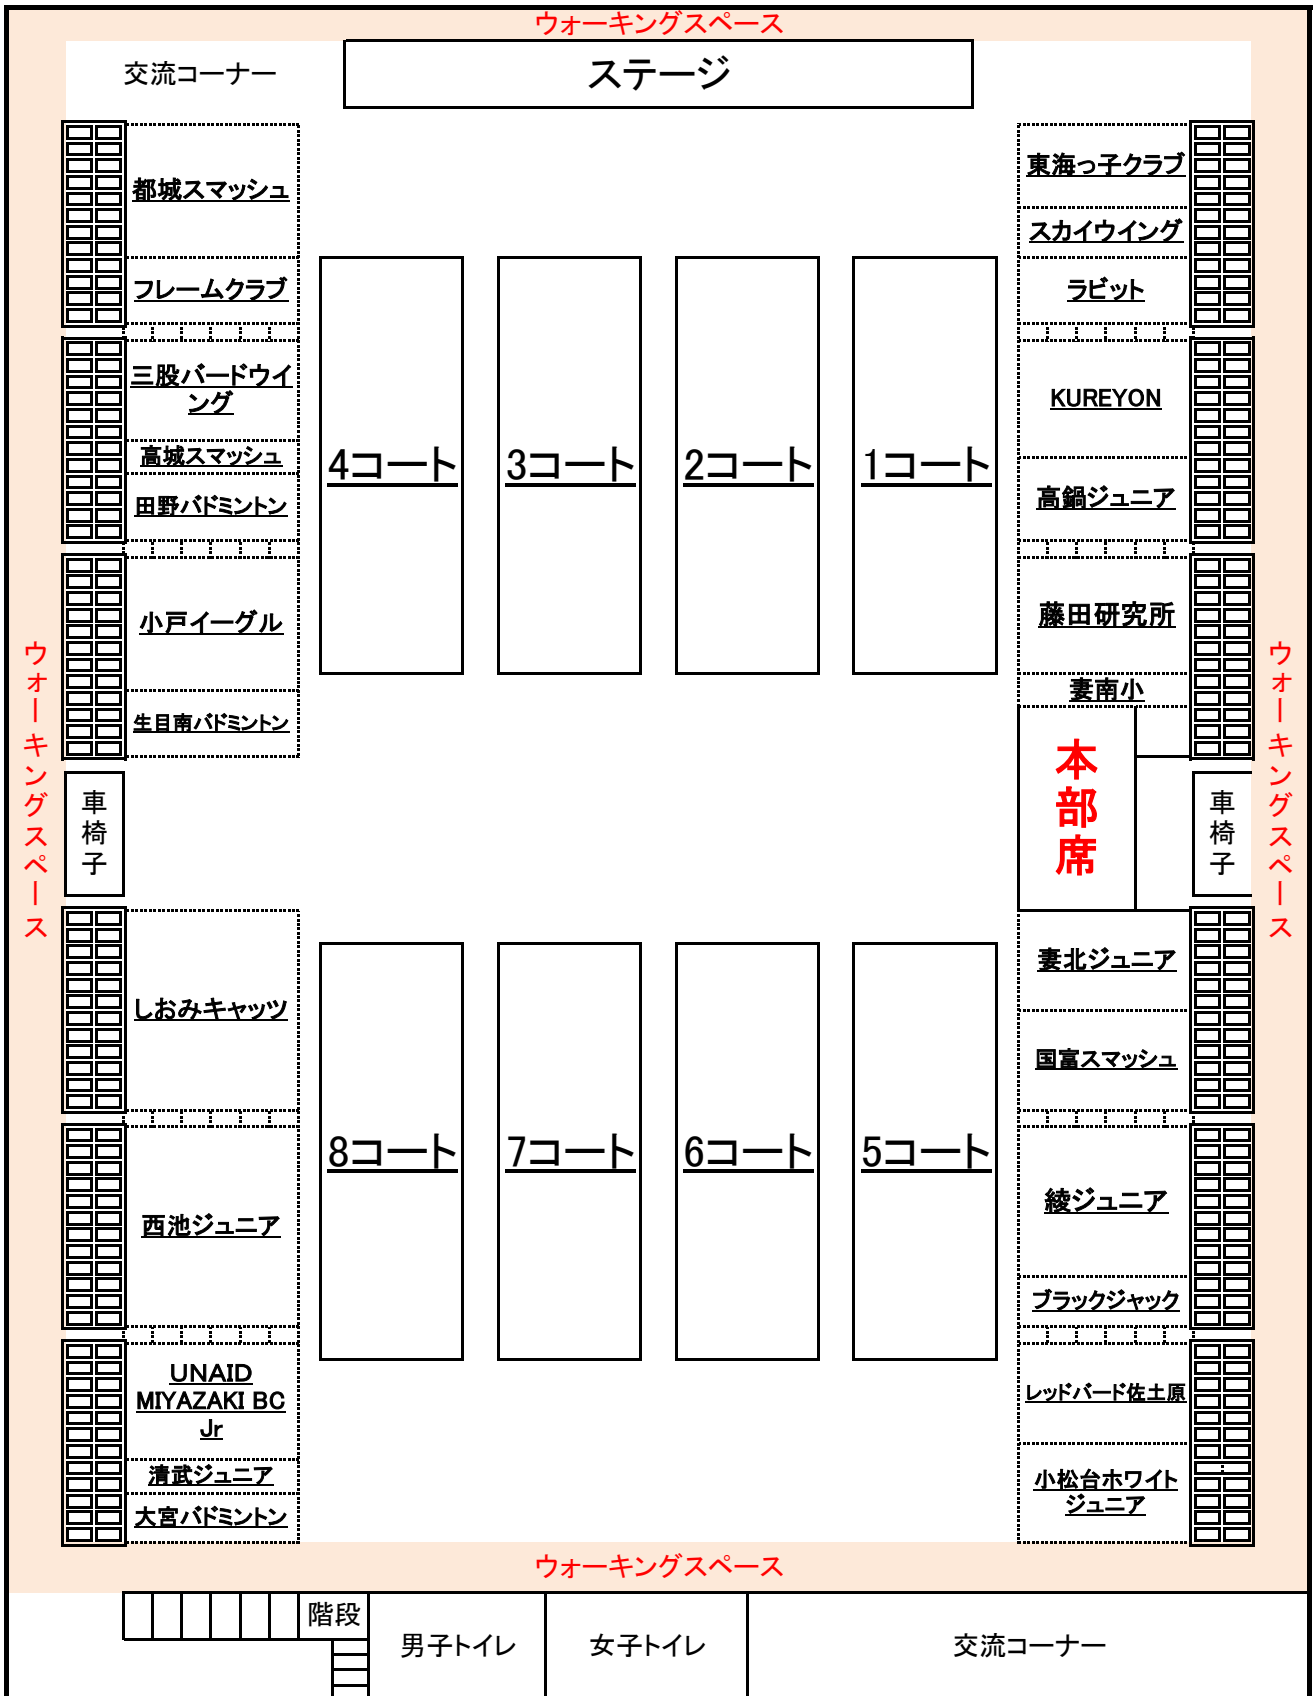 ウォーキングスペース
交流コーナー
ステージ
都城スマッシュ
フレームクラブ
三股バードウイ
ング
高城スマッシュ
田野バドミントン
小戸イーグル
生目南バドミントン
東海っ子クラブ
スカイウイング
ラビット
KUREYON
高鍋ジュニア
藤田研究所
妻南小
4コート
3コート
2コート
1コート
ウォーキングスペース
ウォーキングスペース
本部席
車椅子
車椅子
しおみキャッツ
西池ジュニア
UNAID
MIYAZAKI BC
Jr
清武ジュニア
大宮バドミントン
妻北ジュニア
国富スマッシュ
綾ジュニア
ブラックジャック
レッドバード佐土原
小松台ホワイト
ジュニア
8コート
7コート
6コート
5コート
ウォーキングスペース
階段
男子トイレ
女子トイレ
交流コーナー